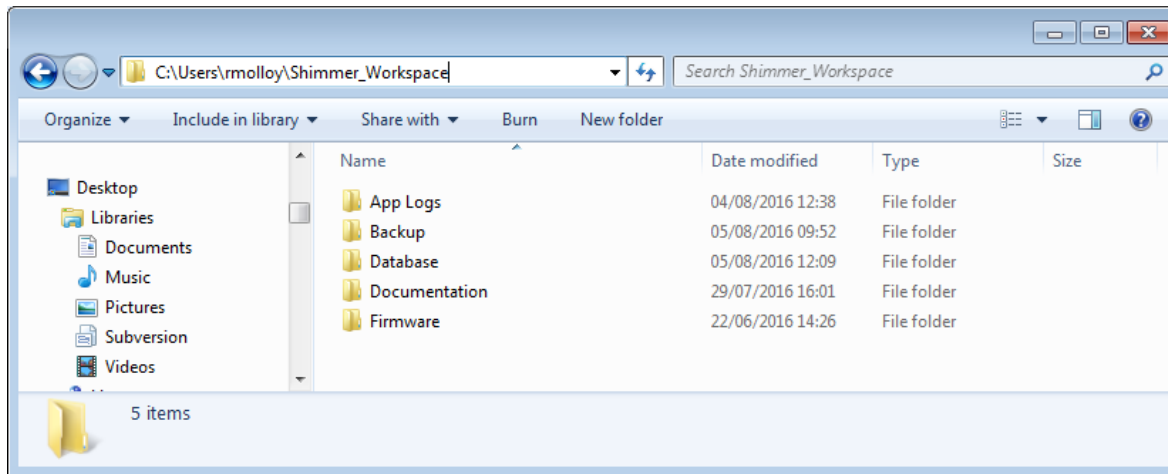 C:\Users\rmolloy\Shimmer_Workspace
Search Shimmer_Workspace
Organize Include in library Share with Burn New folder
Name Date modified Type Size
Desktop
Libraries
Documents
Music
Pictures
Subversion
Videos
App Logs 04/08/2016 12:38 File folder
Backup 05/08/2016 09:52 File folder
Database 05/08/2016 12:09 File folder
Documentation 29/07/2016 16:01 File folder
Firmware 22/06/2016 14:26 File folder
5 items